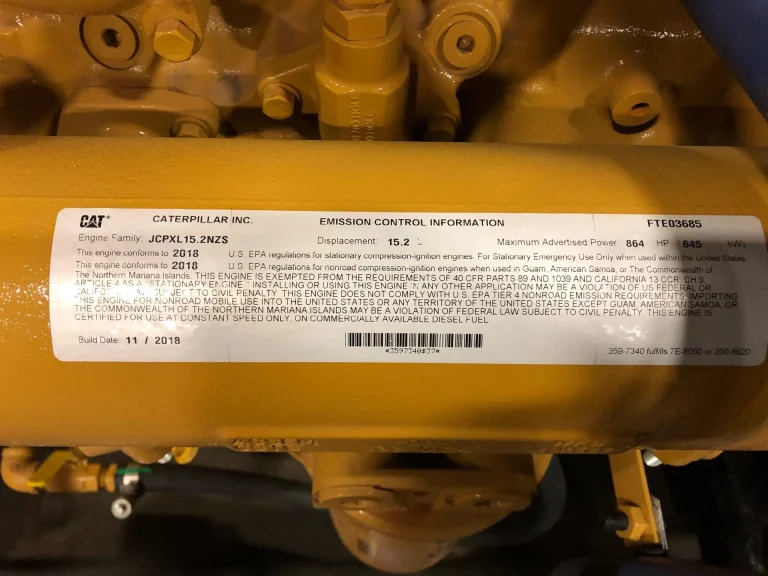 CAT® CATERPILLAR INC. EMISSION CONTROL INFORMATION FTE03685
Engine Family: JCPXL15.2NZS Displacement: 15.2 L Maximum Advertised Power: 864 HP 645 kW)
This engine conforms to 2018 U.S. EPA regulations for stationary compression-ignition engines. For Stationary Emergency Use Only when used within the United States.
This engine conforms to 2018 U.S. EPA regulations for nonroad compression-ignition engines when used in Guam, American Samoa, or The Commonwealth of
The Northern Mariana Islands. THIS ENGINE IS EXEMPTED FROM THE REQUIREMENTS OF 40 CFR PARTS 89 AND 1039 AND CALIFORNIA 13 CCR, CH 9
ARTICLE 4 AS A "STATIONARY ENGINE" INSTALLING OR USING THIS ENGINE IN ANY OTHER APPLICATION MAY BE A VIOLATION OF US FEDERAL OR
TO CIVIL PENALTY. THIS ENGINE DOES NOT COMPLY WITH U.S. EPA TIER 4 NONROAD EMISSION REQUIREMENTS IMPORTING
THIS ENGINE FOR NONROAD MOBILE USE INTO THE UNITED STATES OR ANY TERRITORY OF THE UNITED STATES EXCEPT GUAM, AMERICAN SAMOA, OR
THE COMMONWEALTH OF THE NORTHERN MARIANA ISLANDS MAY BE A VIOLATION OF FEDERAL LAW SUBJECT TO CIVIL PENALTY. THIS ENGINE IS
CERTIFIED FOR USE AT CONSTANT SPEED ONLY, ON COMMERCIALLY AVAILABLE DIESEL FUEL.
Build Date: 11 / 2018
359-7340 fulfills 7E-6050 or 350-8620